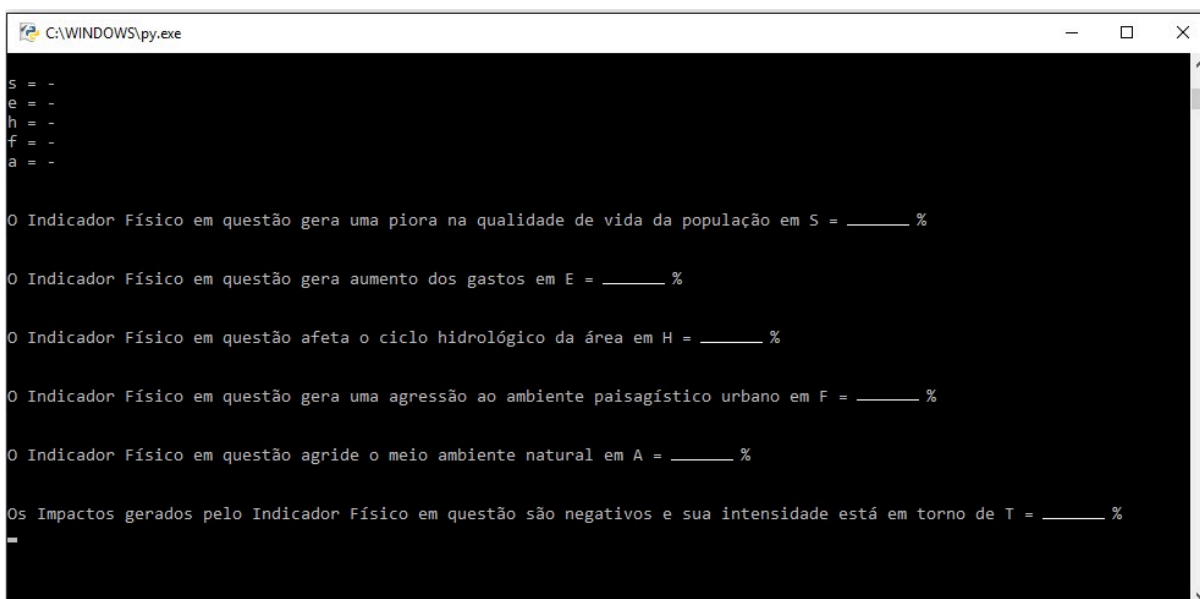 C:\WINDOWS\py.exe
s = -
e = -
h = -
f = -
a = -
O Indicador Físico em questão gera uma piora na qualidade de vida da população em S = ______ %
O Indicador Físico em questão gera aumento dos gastos em E = ______ %
O Indicador Físico em questão afeta o ciclo hidrológico da área em H = ______ %
O Indicador Físico em questão gera uma agressão ao ambiente paisagístico urbano em F = ______ %
O Indicador Físico em questão agride o meio ambiente natural em A = ______ %
Os Impactos gerados pelo Indicador Físico em questão são negativos e sua intensidade está em torno de T = ______ %